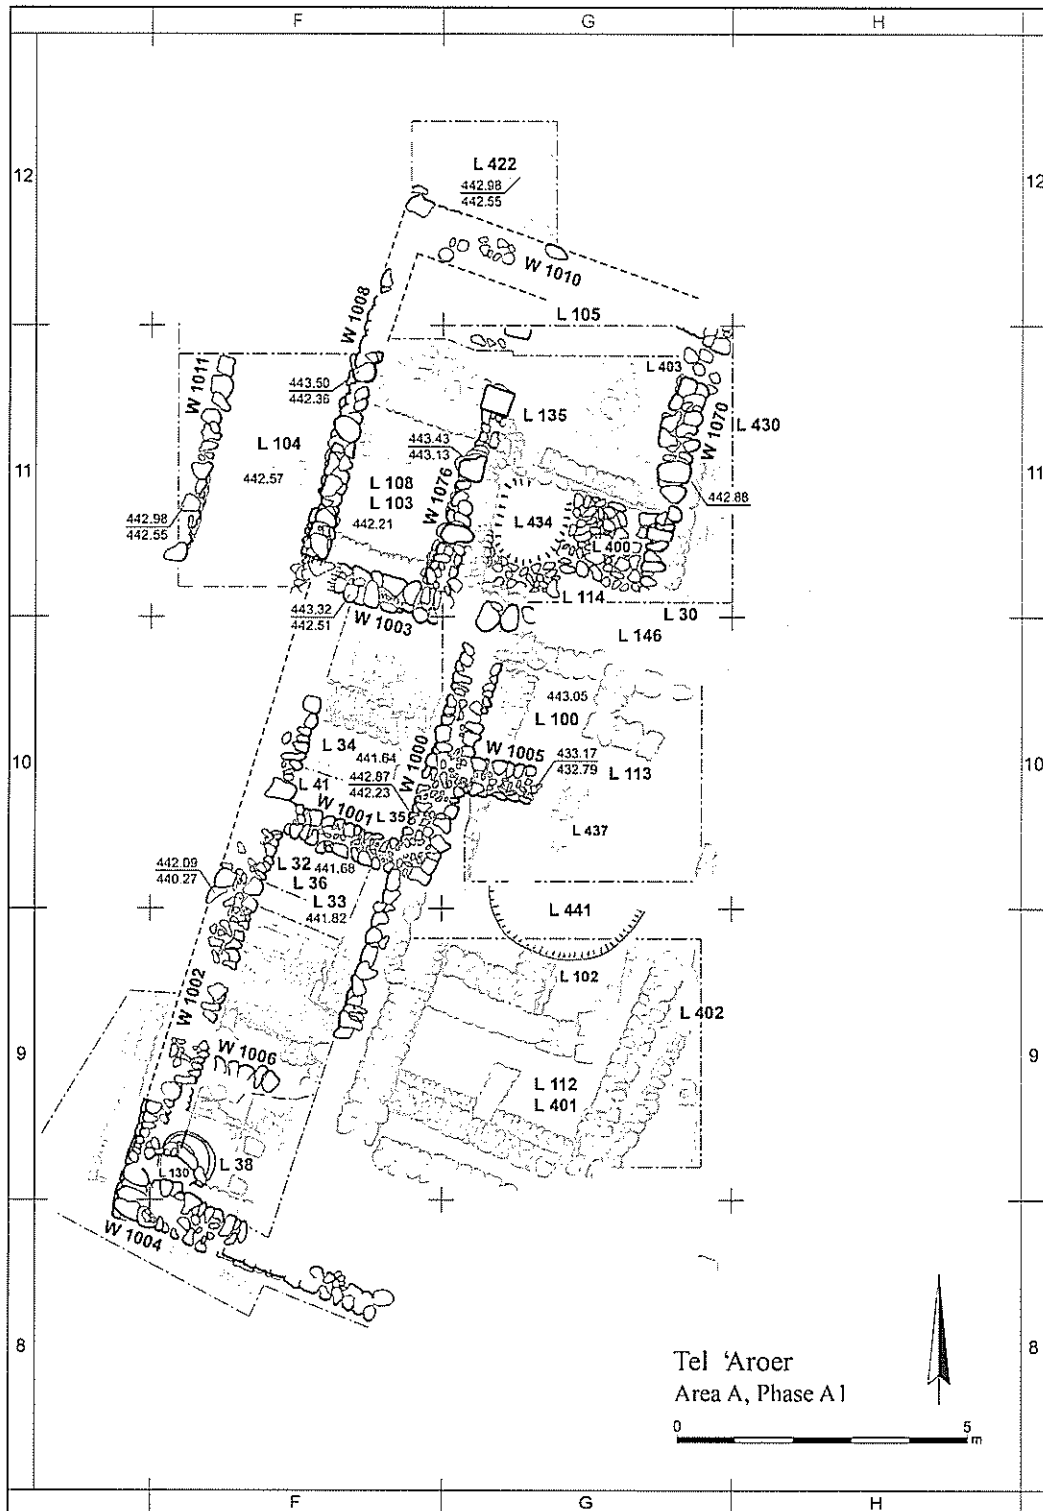 F G H
12 12
L 422
442.98
442.55
W 1010
W 1008
L 105
W 1011
443.50
442.36
L 403
L 135
W 1070
L 430
L 104
443.43
443.13
11 11
442.57
L 108
L 103
W 1076
442.21
442.88
442.98
442.55
L 434
L 400
L 114
L 30
443.32
442.51
W 1003
L 146
443.05
L 100
L 34
441.64
W 1000
W 1005
433.17
432.79
10 10
L 113
L 41
442.87
442.23
W 1001
L 35
L 437
442.09
440.27
L 32
441.68
L 36
L 33
441.82
L 441
L 102
W 1002
L 402
9 9
W 1006
L 112
L 401
L 38
L 130
W 1004
8 8
Tel 'Aroer
Area A, Phase A1
0 5
m
F G H